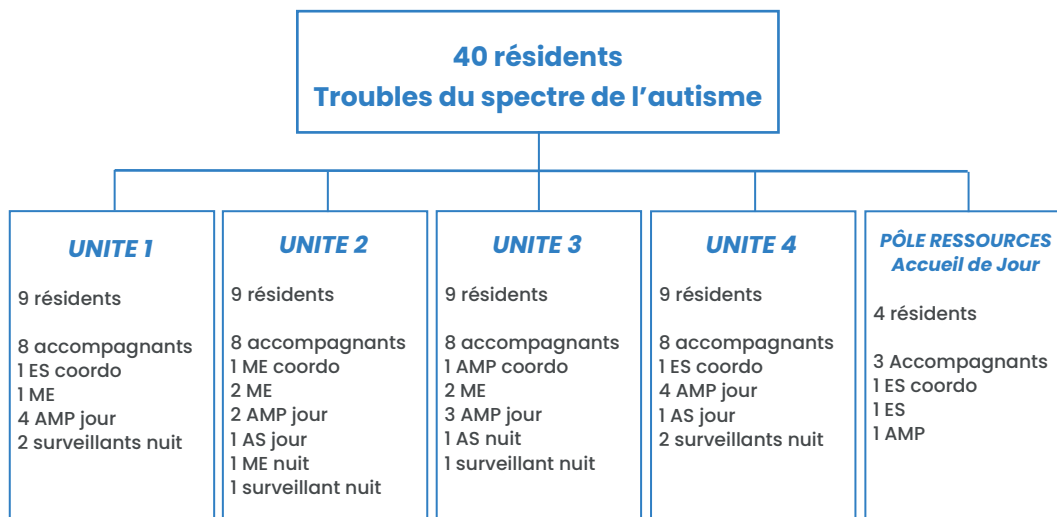 40 résidents
Troubles du spectre de l’autisme
UNITE 1
9 résidents
8 accompagnants
1 ES coordo
1 ME
4 AMP jour
2 surveillants nuit
UNITE 2
9 résidents
8 accompagnants
1 ME coordo
2 ME
2 AMP jour
1 AS jour
1 ME nuit
1 surveillant nuit
UNITE 3
9 résidents
8 accompagnants
1 AMP coordo
2 ME
3 AMP jour
1 AS nuit
1 surveillant nuit
UNITE 4
9 résidents
8 accompagnants
1 ES coordo
4 AMP jour
1 AS jour
2 surveillants nuit
PÔLE RESSOURCES
Accueil de Jour
4 résidents
3 Accompagnants
1 ES coordo
1 ES
1 AMP